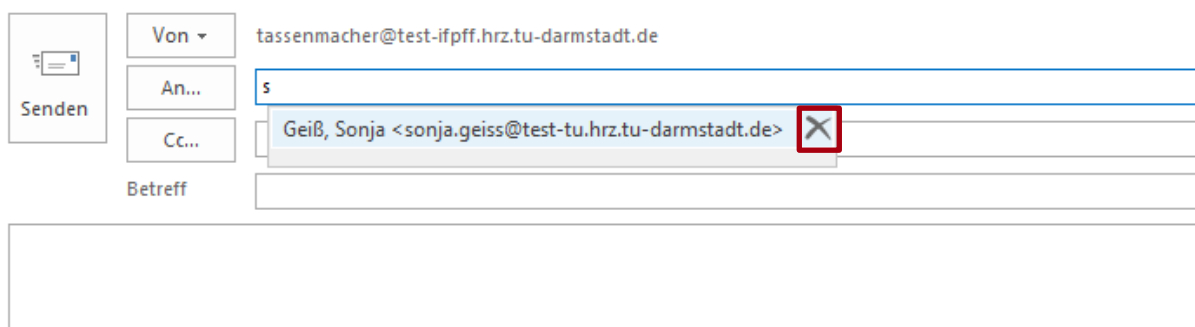 Von
tassenmacher@test-ifpff.hrz.tu-darmstadt.de
Senden
An...
s
Geiß, Sonja <sonja.geiss@test-tu.hrz.tu-darmstadt.de>
Cc...
Betreff